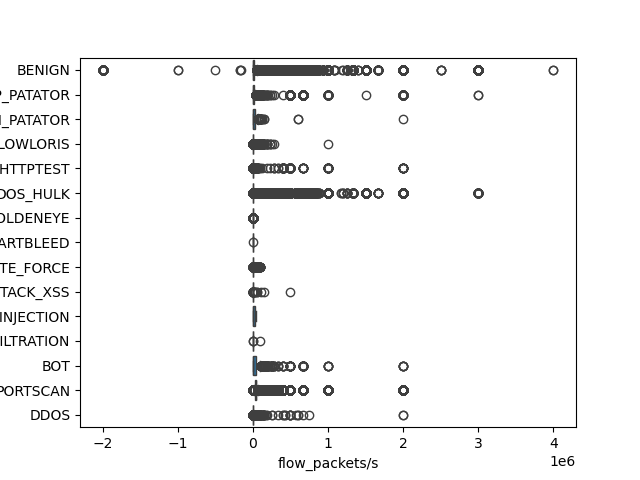 BENIGN
P_PATATOR
H_PATATOR
LOWLORIS
HTTPTEST
DOS_HULK
OLDENEYE
ARTBLEED
TE_FORCE
TACK_XSS
INJECTION
ILTRATION
BOT
PORTSCAN
DDOS
−2 −1 0 1 2 3 4
1e6
flow_packets/s